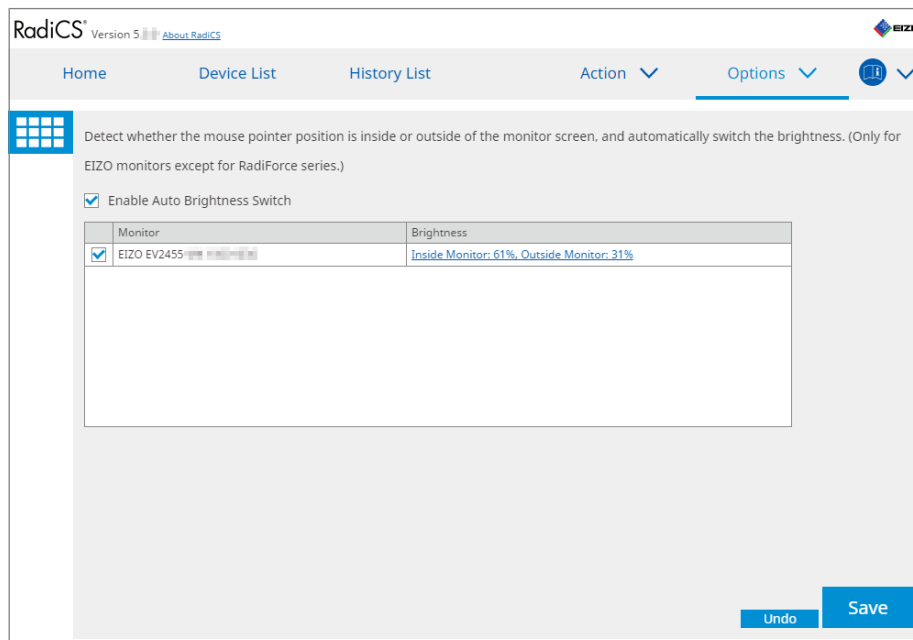 RadiCS® Version 5. About RadiCS
EIZ
Home Device List History List Action Options
Detect whether the mouse pointer position is inside or outside of the monitor screen, and automatically switch the brightness. (Only for
EIZO monitors except for RadiForce series.)
Enable Auto Brightness Switch
Monitor Brightness
EIZO EV2455 Inside Monitor: 61%, Outside Monitor: 31%
Save
Undo